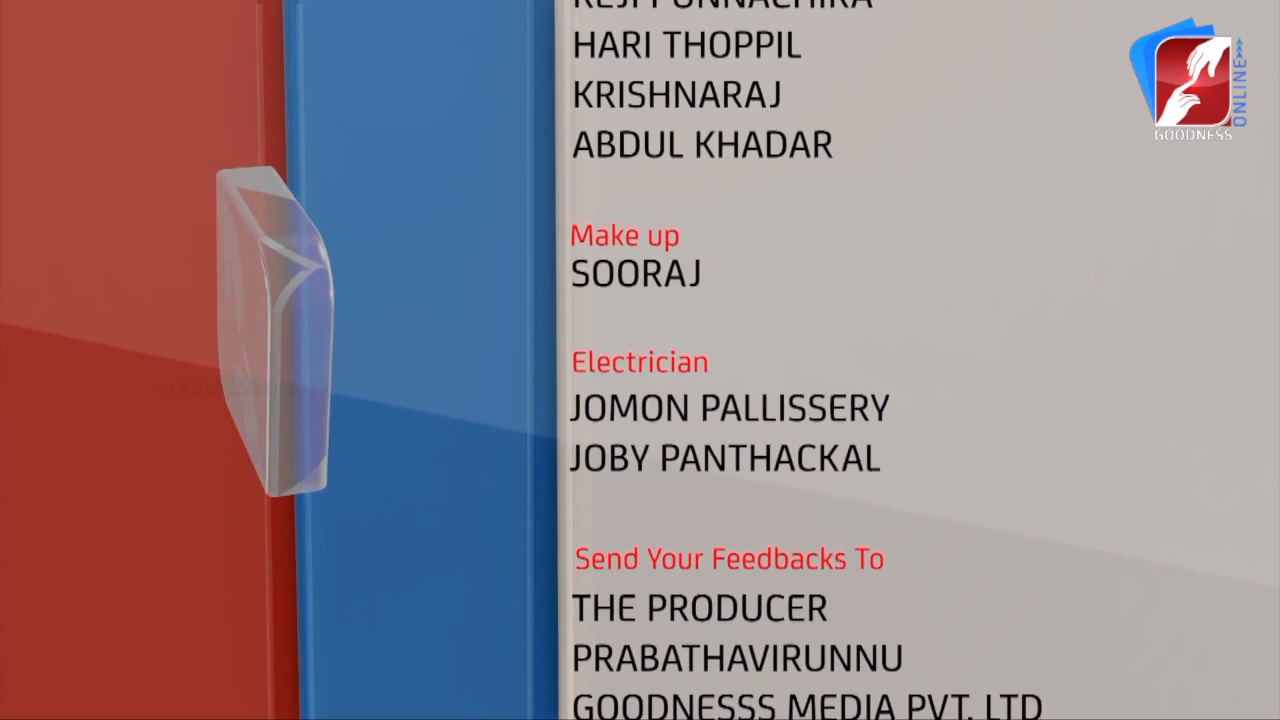 HARI THOPPIL
KRISHNARAJ
ABDUL KHADAR
Make up
SOORAJ
Electrician
JOMON PALLISSERY
JOBY PANTHACKAL
Send Your Feedbacks To
THE PRODUCER
PRABATHAVIRUNNU
GOODNESSS MEDIA PVT. LTD
GOODNESS
ONLINE